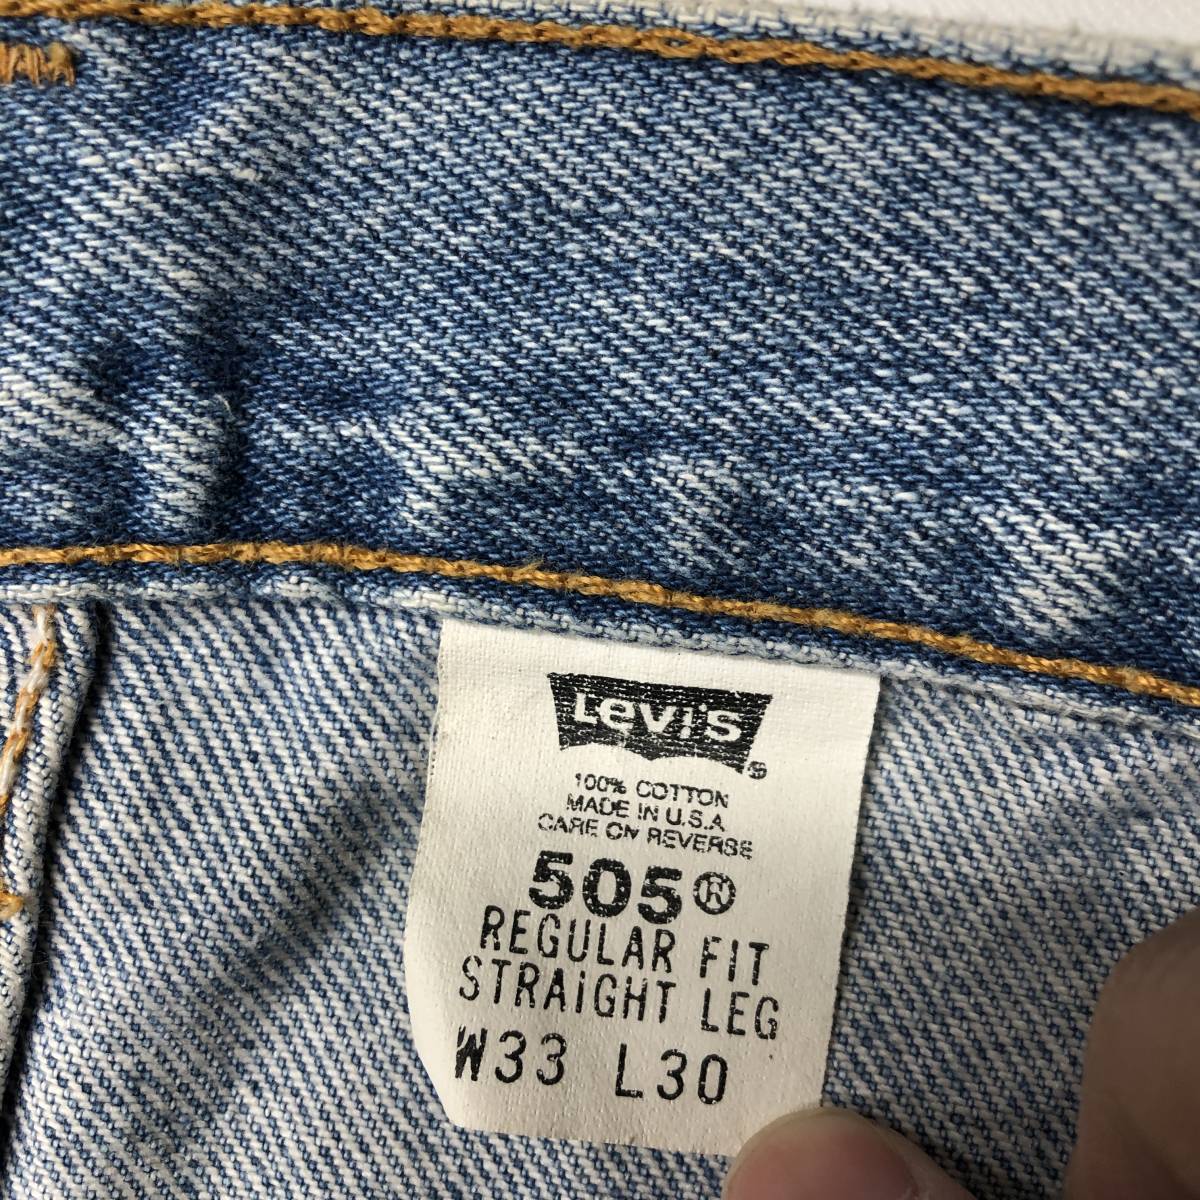 Levi's ®
100% COTTON
MADE IN U.S.A
CARE ON REVERSE
505®
REGULAR FIT
STRAiGHT LEG
W33 L30